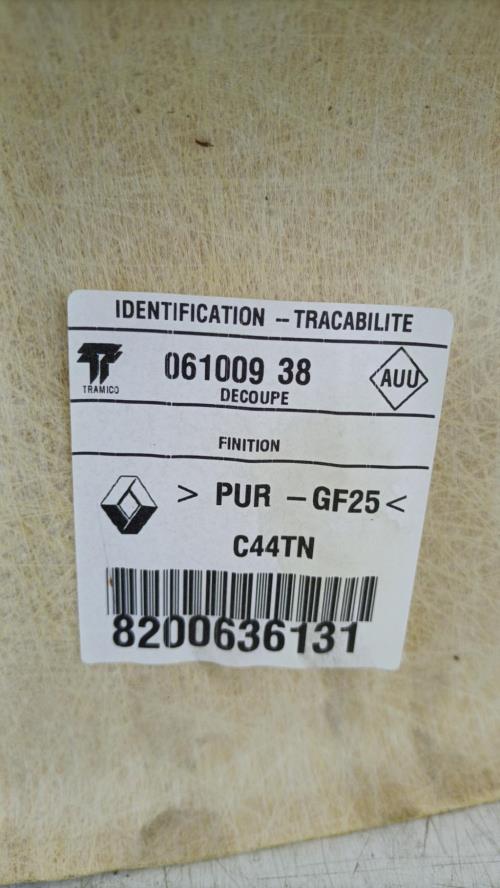 IDENTIFICATION - TRACABILITE
TRAMICO
061009 38
DECOUPE
AUU
FINITION
> PUR - GF25 <
C44TN
8200636131